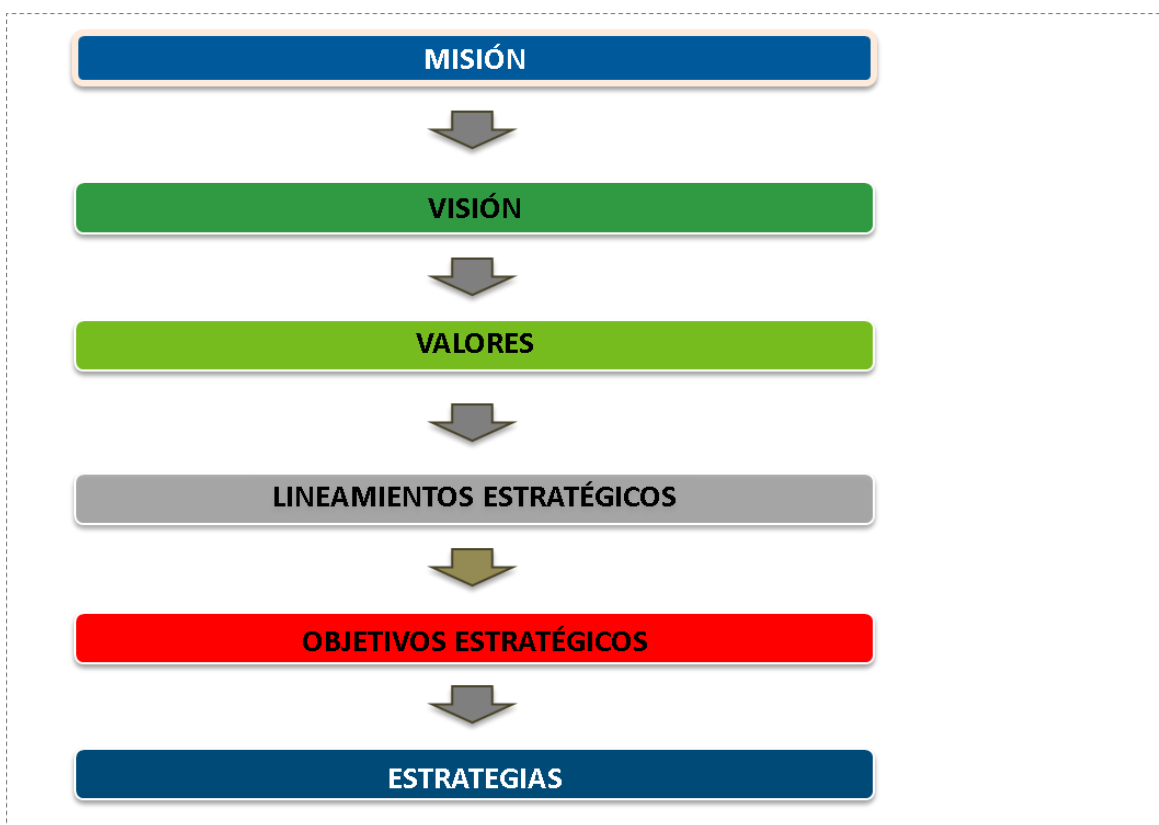 MISIÓN
VISIÓN
VALORES
LINEAMIENTOS ESTRATÉGICOS
OBJETIVOS ESTRATÉGICOS
ESTRATEGIAS